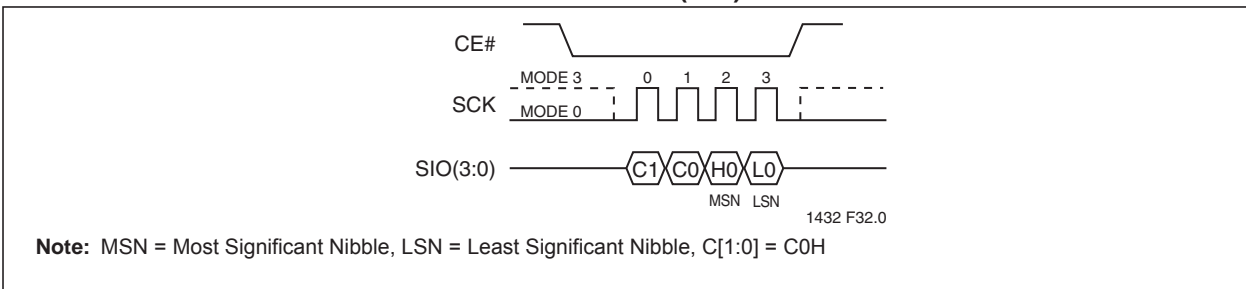 CE#
MODE 3 0 1 2 3
SCK
MODE 0
SIO(3:0) C1 C0 H0 L0
MSN LSN
1432 F32.0
Note: MSN = Most Significant Nibble, LSN = Least Significant Nibble, C[1:0] = C0H